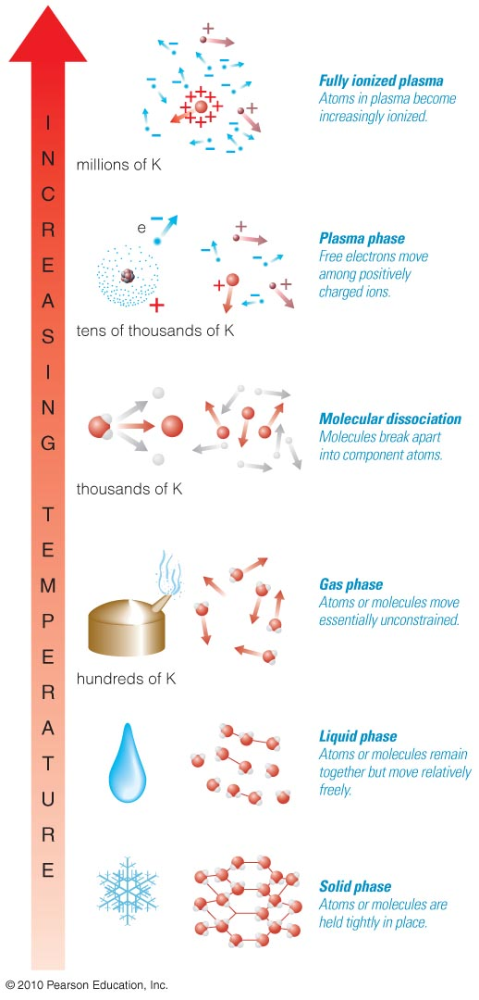 INCREASING TEMPERATURE
+
Fully ionized plasma
Atoms in plasma become
increasingly ionized.
millions of K
e
Plasma phase
Free electrons move
among positively
charged ions.
tens of thousands of K
Molecular dissociation
Molecules break apart
into component atoms.
thousands of K
Gas phase
Atoms or molecules move
essentially unconstrained.
hundreds of K
Liquid phase
Atoms or molecules remain
together but move relatively
freely.
Solid phase
Atoms or molecules are
held tightly in place.
© 2010 Pearson Education, Inc.